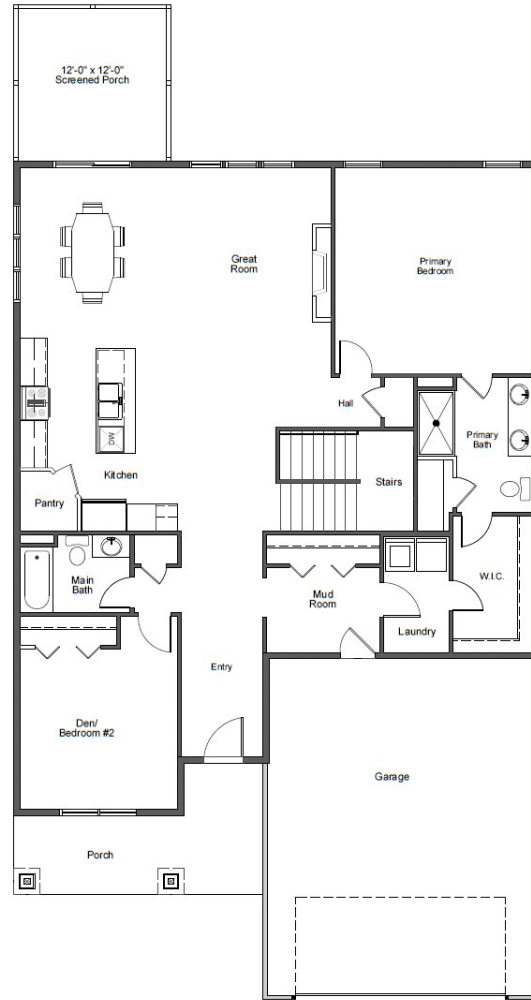 12'-0" x 12'-0"
Screened Porch
Great
Room
Primary
Bedroom
Hall
DW
Primary
Bath
Kitchen
Stairs
Pantry
Main
Bath
W.I.C.
Mud
Room
Laundry
Entry
Den/
Bedroom #2
Garage
Porch